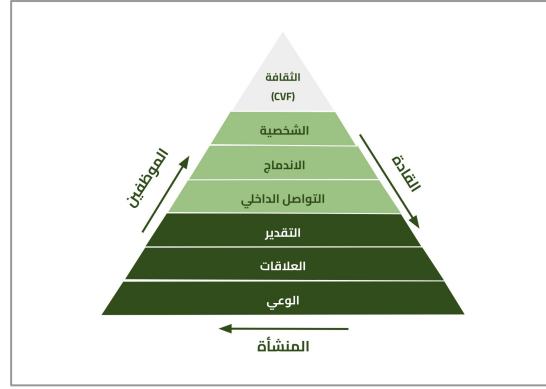 الثقافة
(CVF)
الشخصية
الاندماج
التواصل الداخلي
التقدير
العلاقات
الوعي
القادة
الموظفين
المنشأة